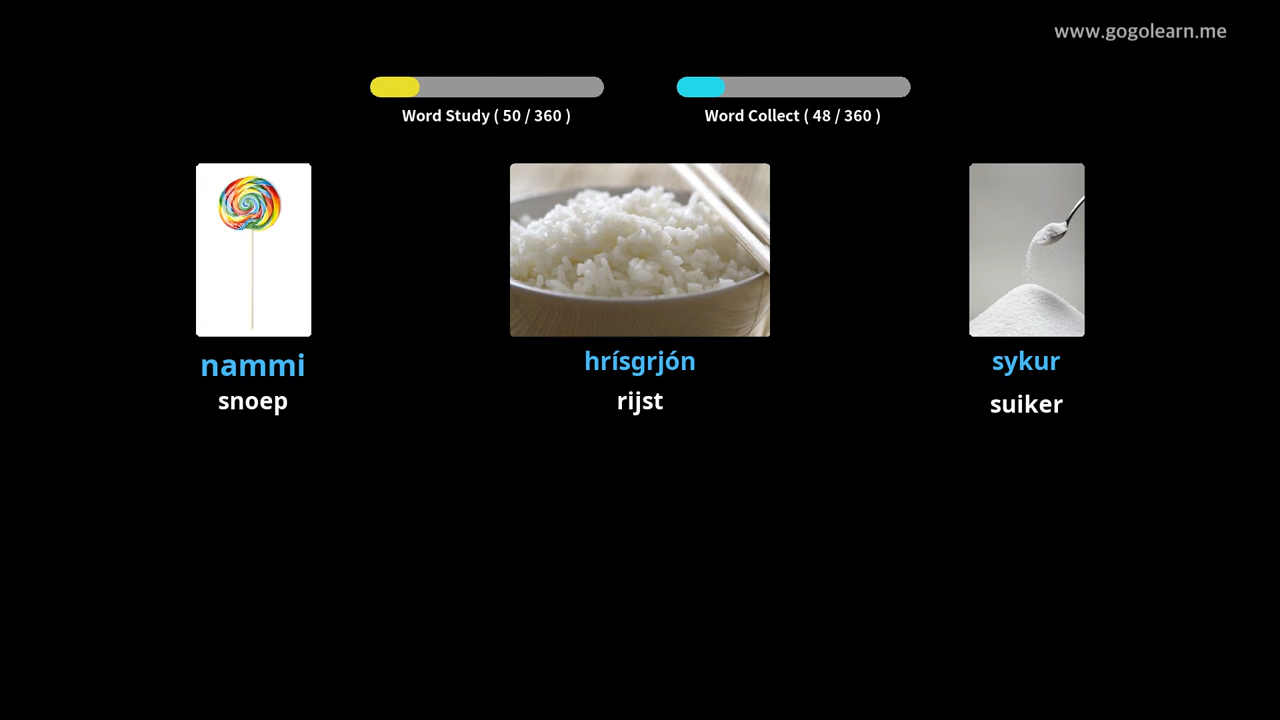 www.gogolearn.me
Word Study ( 50 / 360 )
Word Collect ( 48 / 360 )
nammi
snoep
hrísgrjón
rijst
sykur
suiker